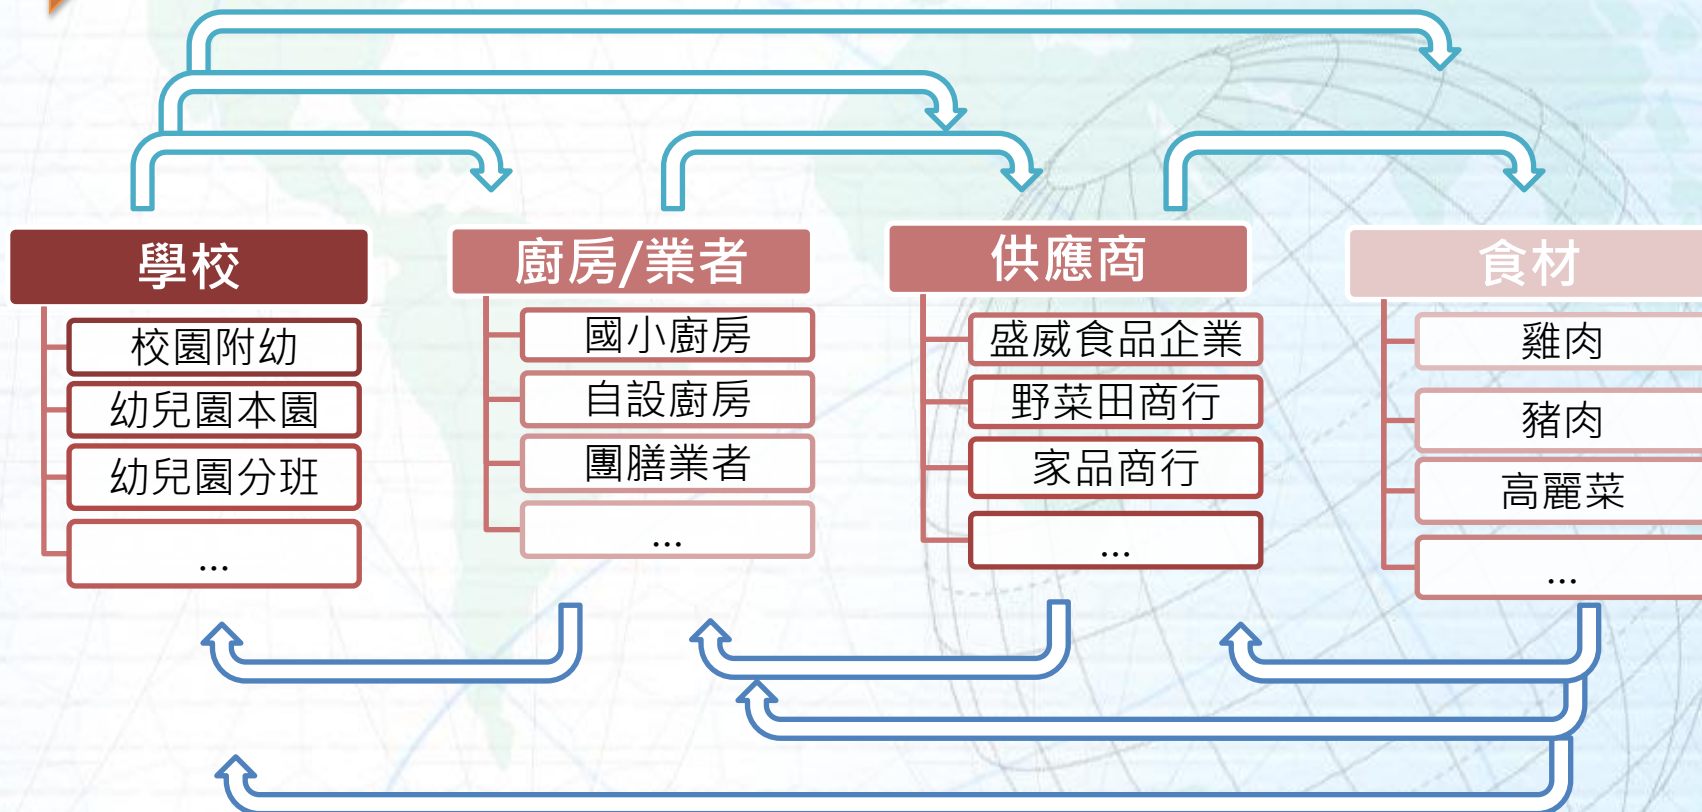 學校
校園附幼
幼兒園本園
幼兒園分班
...
廚房/業者
國小廚房
自設廚房
團膳業者
...
供應商
盛威食品企業
野菜田商行
家品商行
...
食材
雞肉
豬肉
高麗菜
...